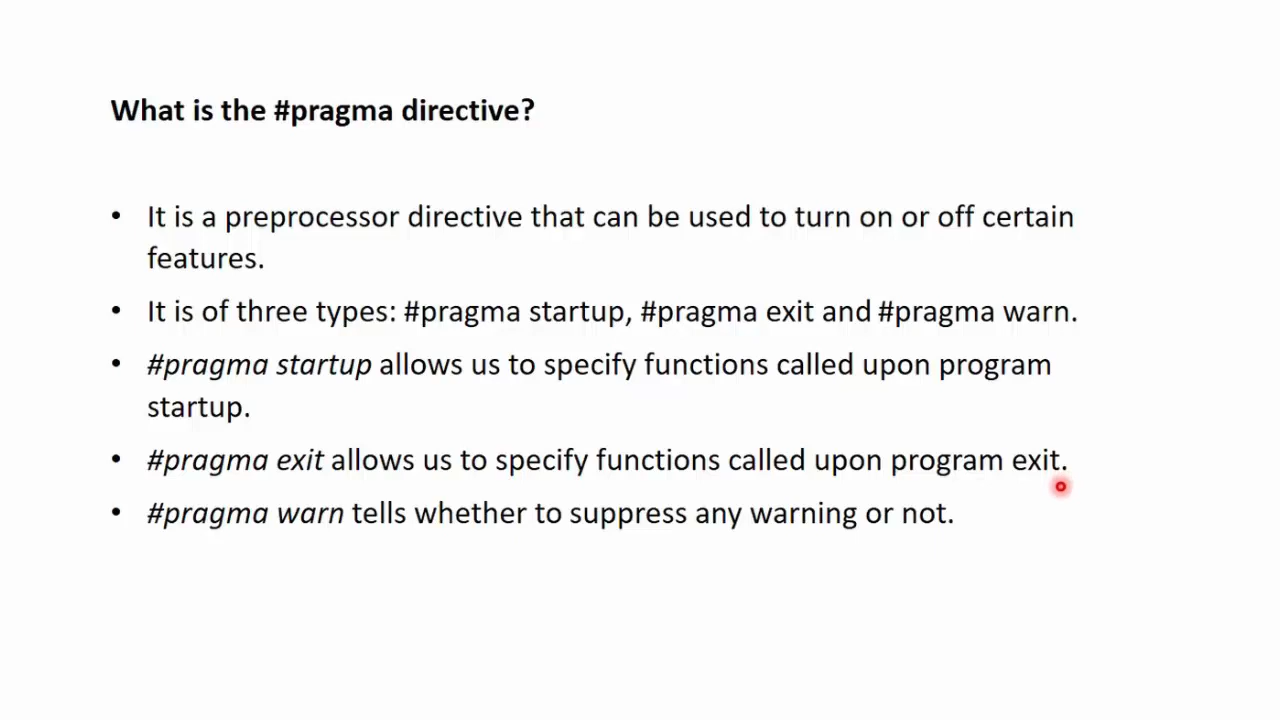 What is the #pragma directive?
• It is a preprocessor directive that can be used to turn on or off certain
features.
• It is of three types: #pragma startup, #pragma exit and #pragma warn.
• #pragma startup allows us to specify functions called upon program
startup.
• #pragma exit allows us to specify functions called upon program exit.
• #pragma warn tells whether to suppress any warning or not.